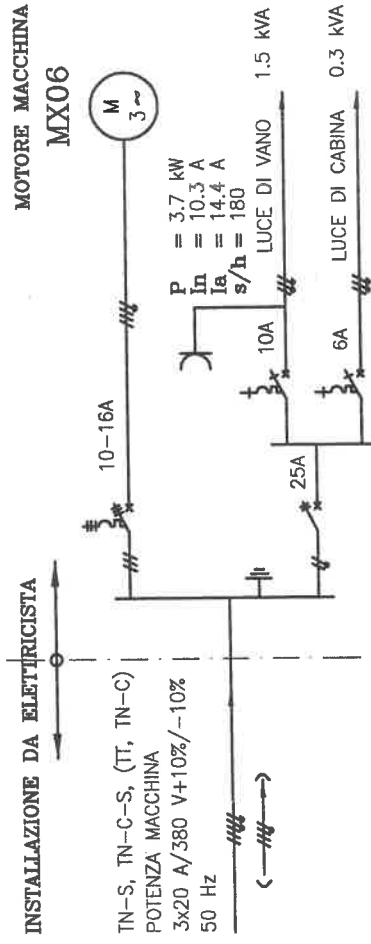 INSTALLAZIONE DA ELETTRICISTA
TN-S, TN-C-S, (TT, TN-C)
POTENZA MACCHINA
3x20 A/380 V+10%/-10%
50 Hz
10-16A
MOTORE MACCHINA
MX06
M
3~
P = 3.7 kW
In = 10.3 A
Ia = 14.4 A
s/h = 180
25A
10A
LUCE DI VANO 1.5 kVA
6A
LUCE DI CABINA 0.3 kVA